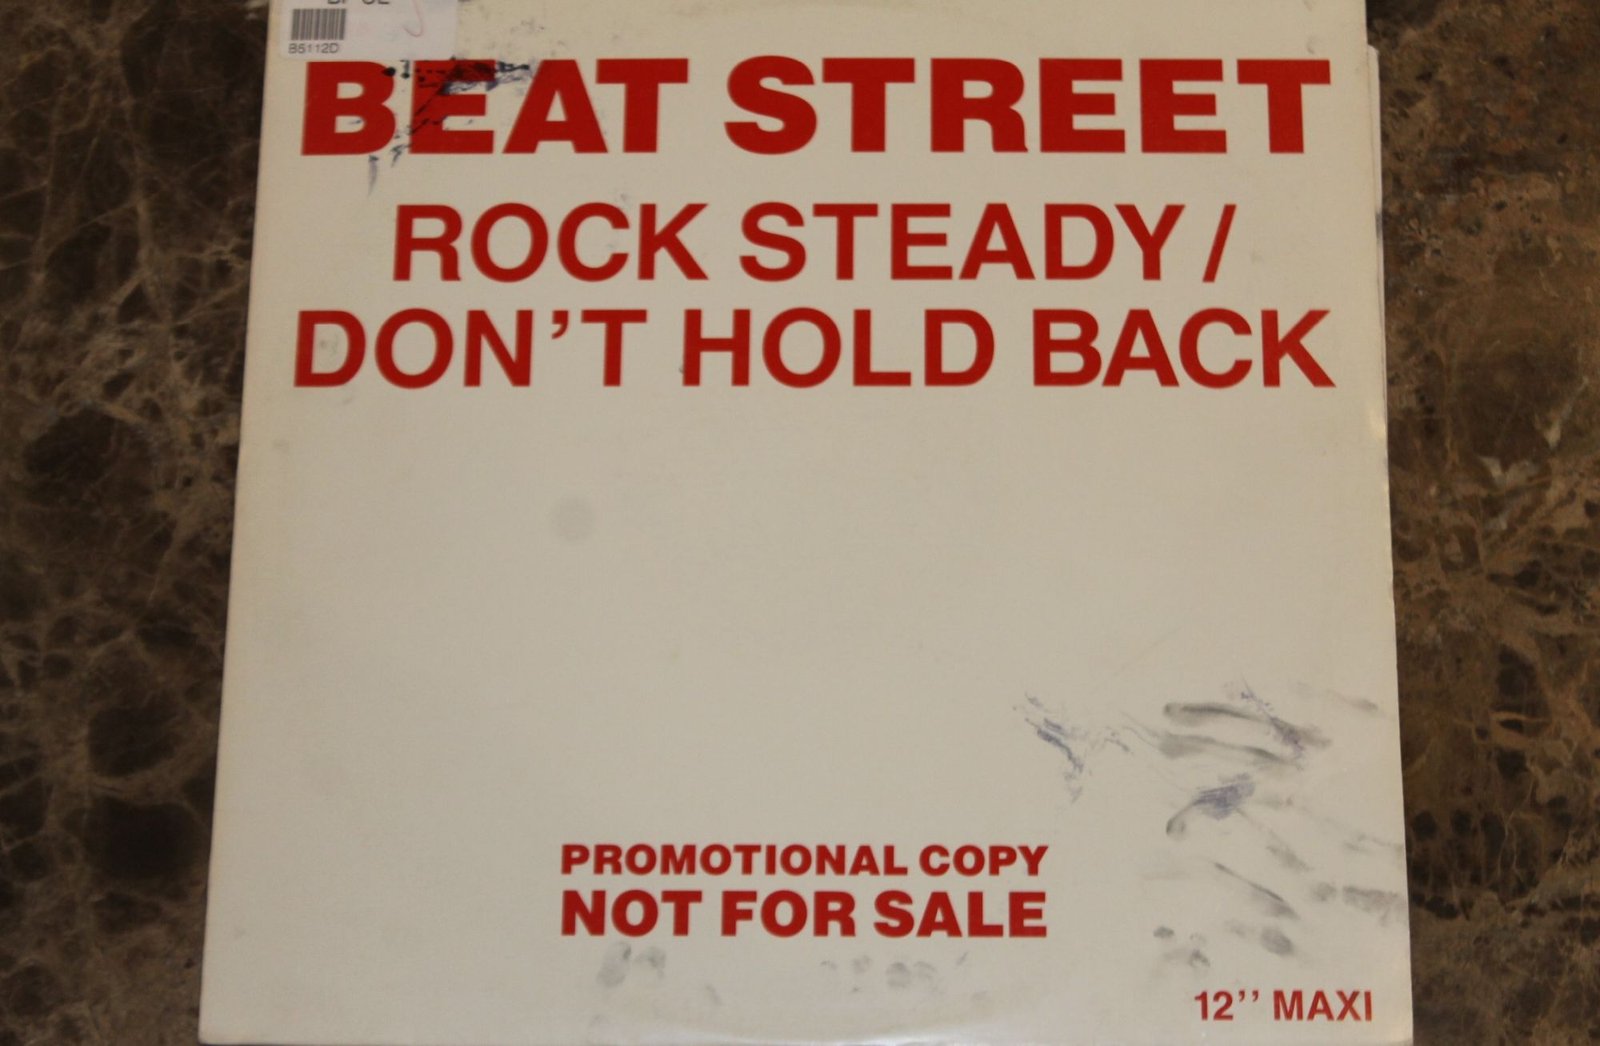 B5112D
BEAT STREET
ROCK STEADY /
DON'T HOLD BACK
PROMOTIONAL COPY
NOT FOR SALE
12'' MAXI